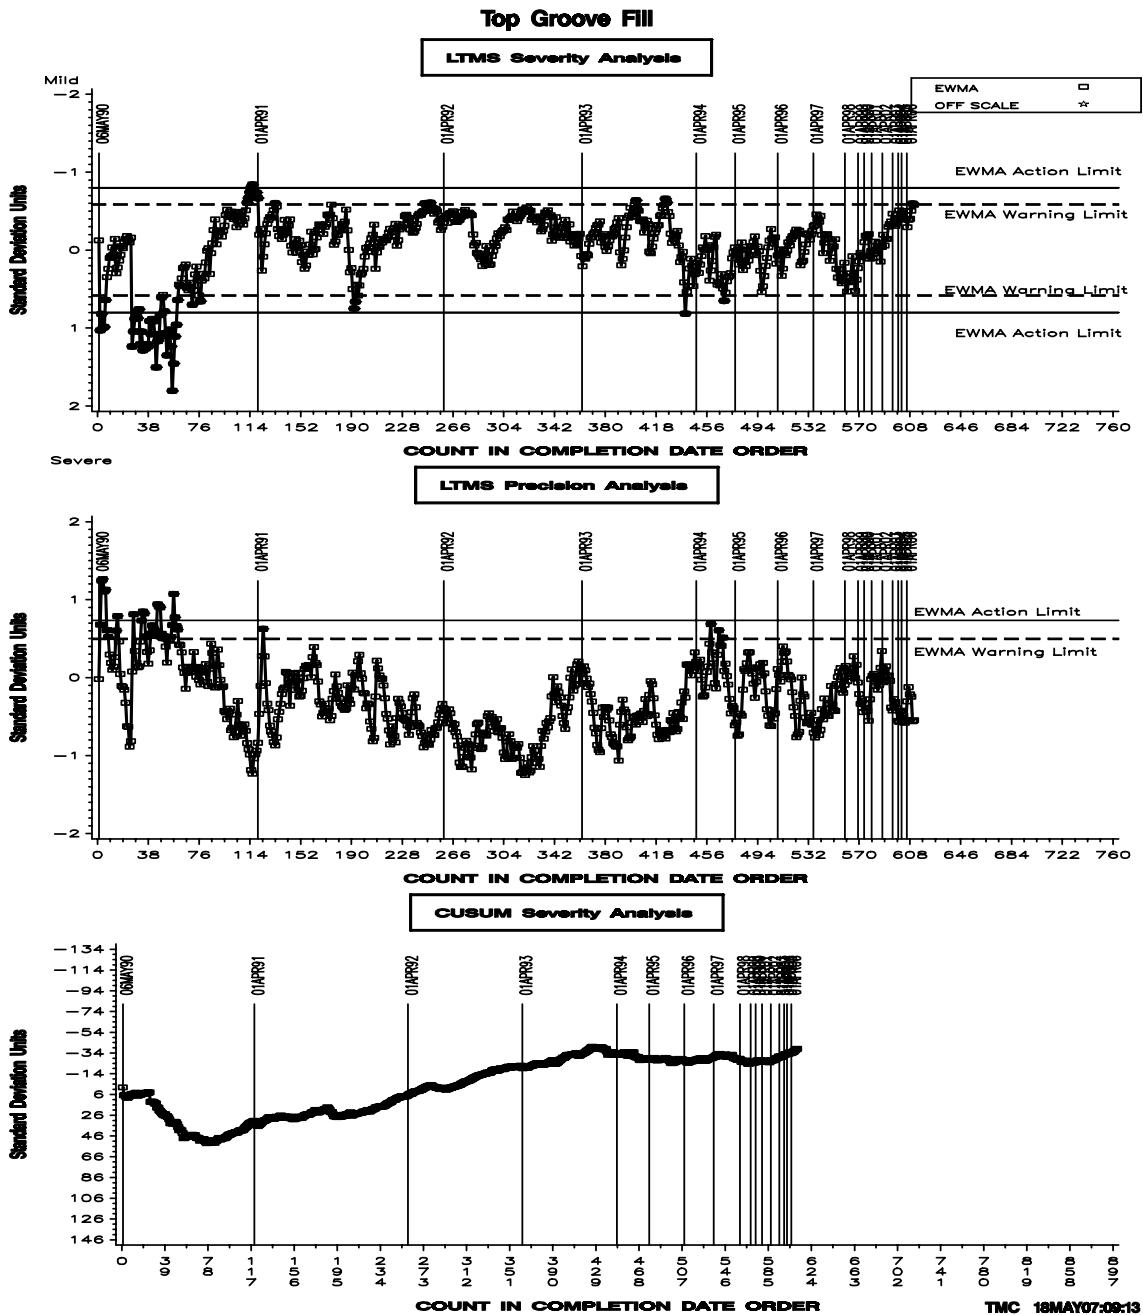 Top Groove Fill
LTMS Severity Analysis
Mild
EWMA
OFF SCALE
Standard Deviation Units
-2
-1
0
1
2
06MAY90
01APR91
01APR92
01APR93
01APR94
01APR95
01APR96
01APR97
01APR98
EWMA Action Limit
EWMA Warning Limit
EWMA Warning Limit
EWMA Action Limit
0 38 76 114 152 190 228 266 304 342 380 418 456 494 532 570 608 646 684 722 760
COUNT IN COMPLETION DATE ORDER
Severe
LTMS Precision Analysis
Standard Deviation Units
2
1
0
-1
-2
06MAY90
01APR91
01APR92
01APR93
01APR94
01APR95
01APR96
01APR97
01APR98
EWMA Action Limit
EWMA Warning Limit
0 38 76 114 152 190 228 266 304 342 380 418 456 494 532 570 608 646 684 722 760
COUNT IN COMPLETION DATE ORDER
CUSUM Severity Analysis
Standard Deviation Units
-134
-114
-94
-74
-54
-34
-14
6
26
46
66
86
106
126
146
06MAY90
01APR91
01APR92
01APR93
01APR94
01APR95
01APR96
01APR97
01APR98
0 39 78 117 156 195 234 273 312 351 390 429 468 507 546 585 624 663 702 741 780 819 858 897
COUNT IN COMPLETION DATE ORDER
TMC 18MAY07:09:13